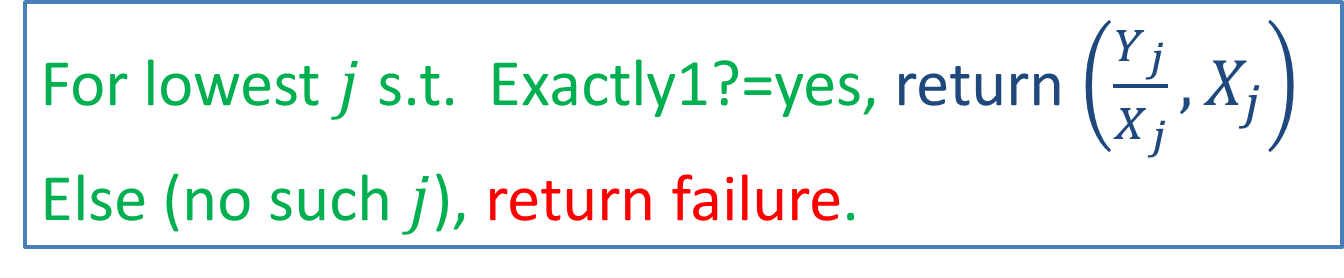 For lowest j s.t. Exactly1?=yes, return (Y_j/X_j, X_j)
Else (no such j), return failure.